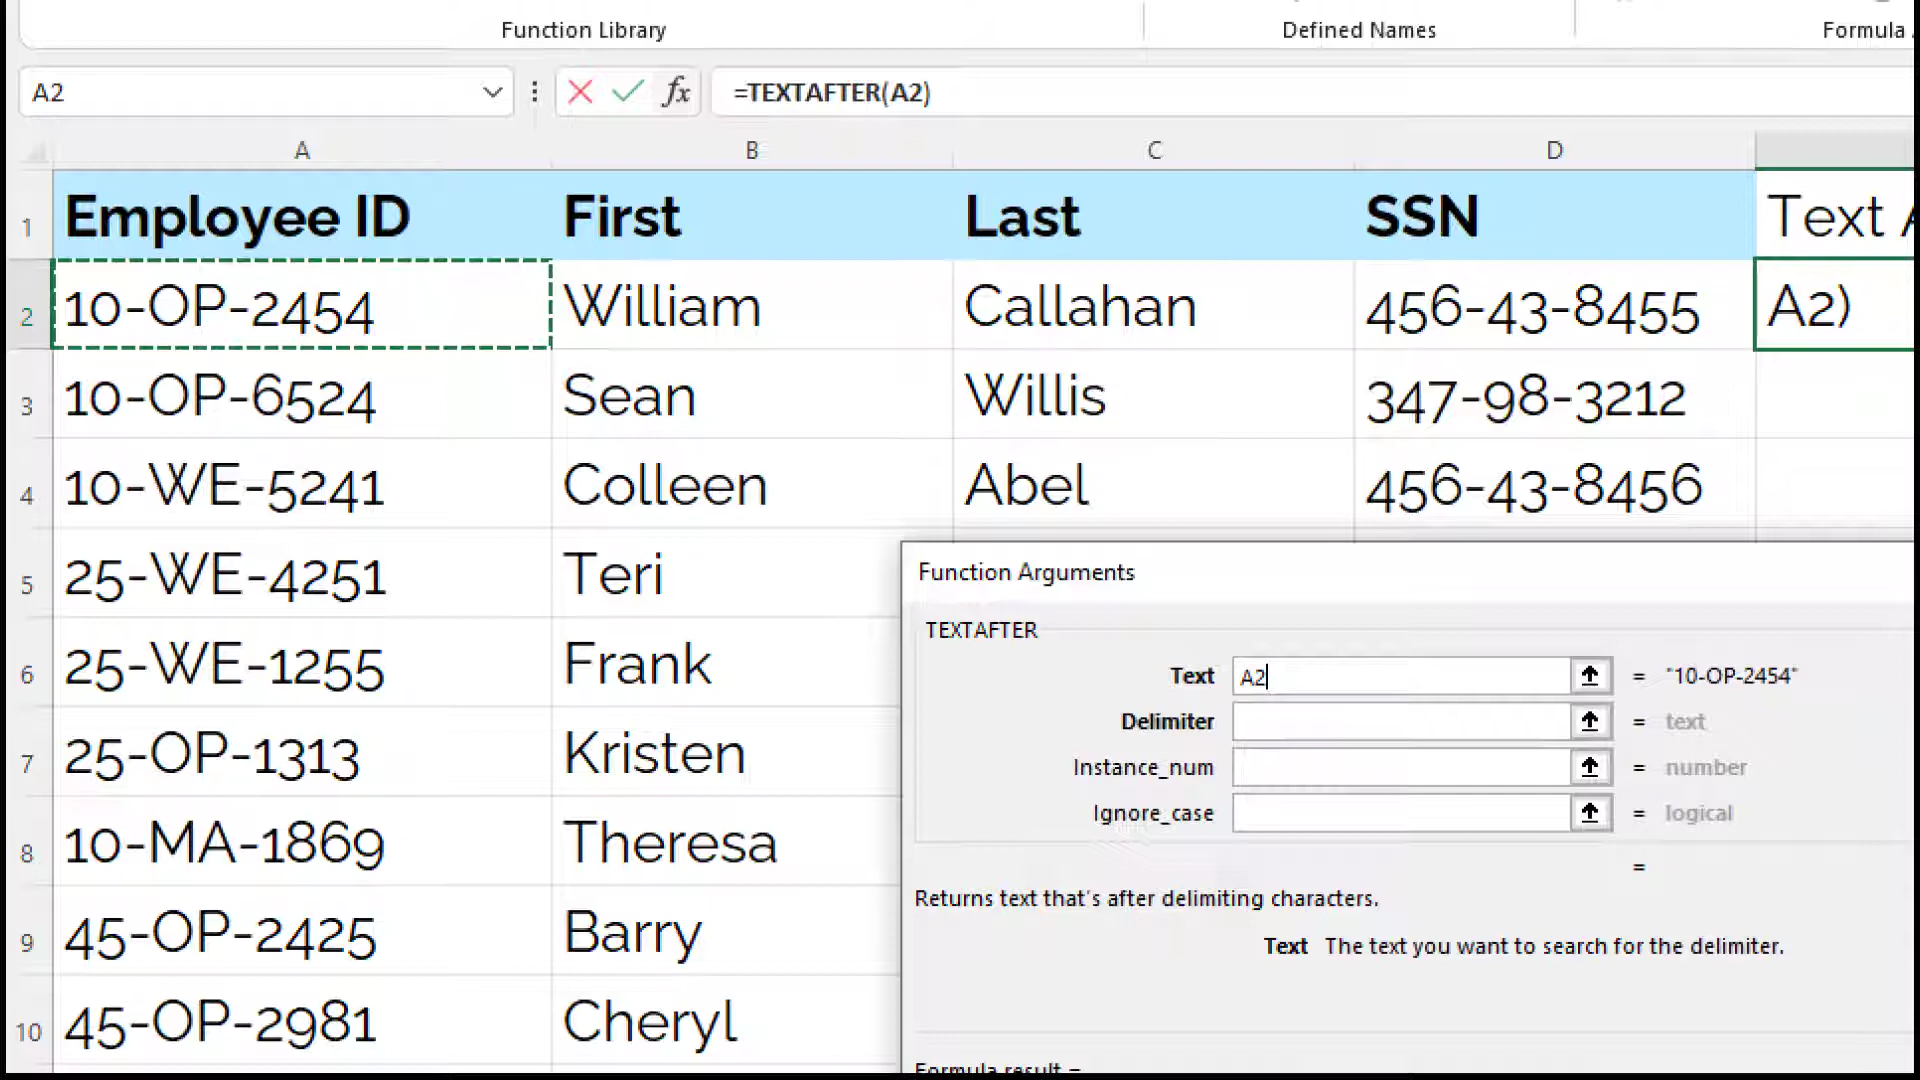 Function Library Defined Names Formula
A2 fx =TEXTAFTER(A2)
A B C D
1 Employee ID First Last SSN Text
2 10-OP-2454 William Callahan 456-43-8455 A2)
3 10-OP-6524 Sean Willis 347-98-3212
4 10-WE-5241 Colleen Abel 456-43-8456
5 25-WE-4251 Teri
6 25-WE-1255 Frank
7 25-OP-1313 Kristen
8 10-MA-1869 Theresa
9 45-OP-2425 Barry
10 45-OP-2981 Cheryl
Function Arguments
TEXTAFTER
Text A2 = "10-OP-2454"
Delimiter = text
Instance_num = number
Ignore_case = logical
=
Returns text that's after delimiting characters.
Text The text you want to search for the delimiter.
Formula result =